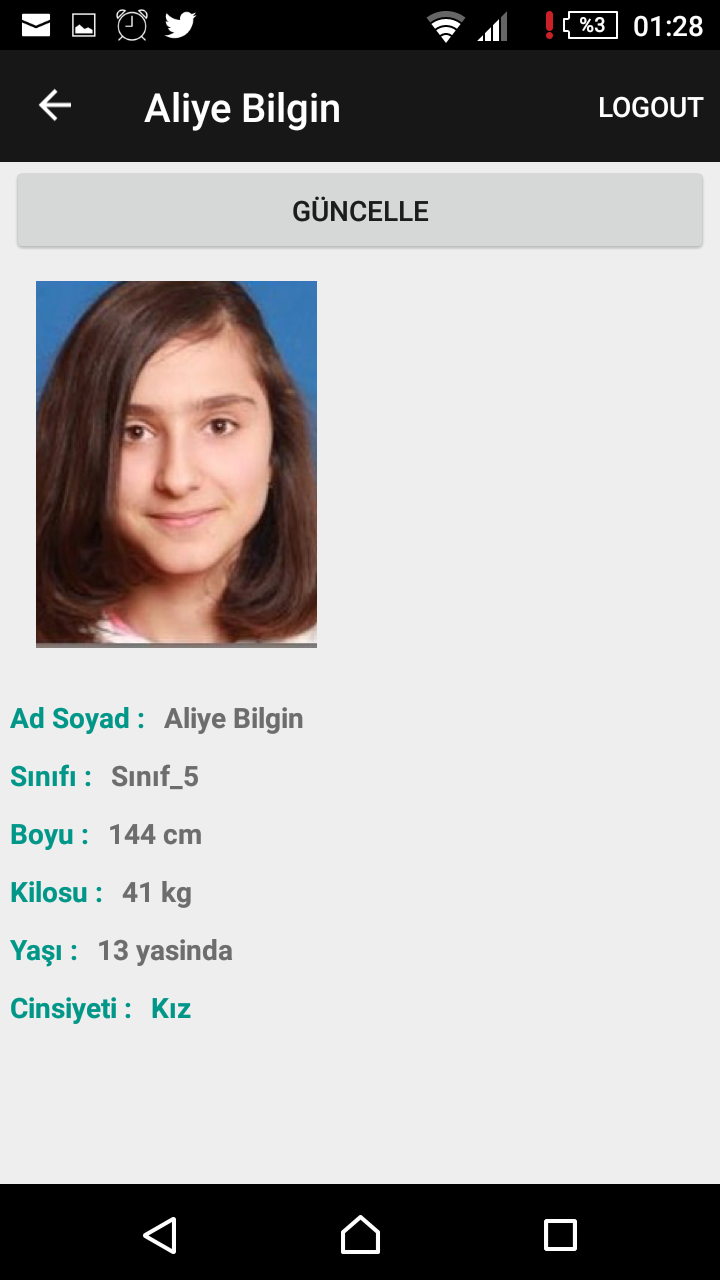 %3 01:28
Aliye Bilgin LOGOUT
GÜNCELLE
Ad Soyad : Aliye Bilgin
Sınıfı : Sınıf_5
Boyu : 144 cm
Kilosu : 41 kg
Yaşı : 13 yasinda
Cinsiyeti : Kız